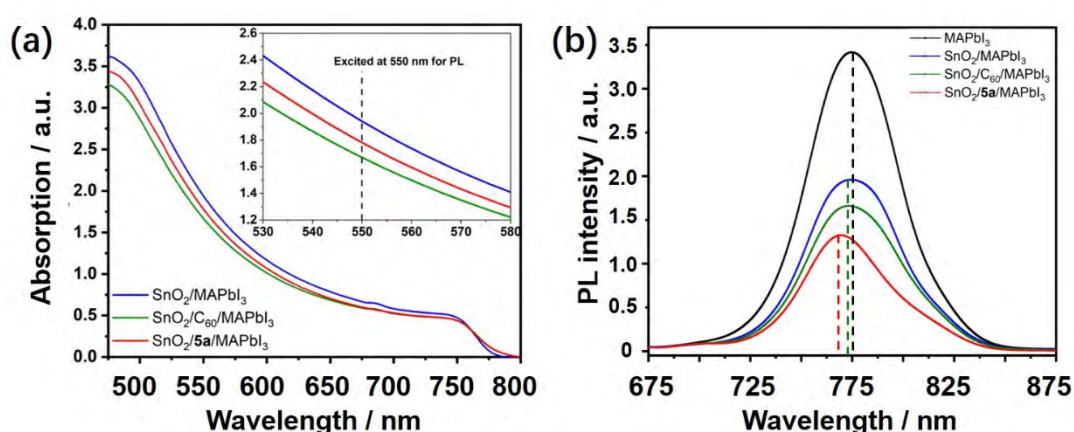 (a)
Absorption / a.u.
4.0
3.5
3.0
2.5
2.0
1.5
1.0
0.5
0.0
2.6
2.4
2.2
2.0
1.8
1.6
1.4
1.2
Excited at 550 nm for PL
530 540 550 560 570 580
SnO₂/MAPbI₃
SnO₂/C₆₀/MAPbI₃
SnO₂/5a/MAPbI₃
500 550 600 650 700 750 800
Wavelength / nm
(b)
PL intensity / a.u.
3.5
3.0
2.5
2.0
1.5
1.0
0.5
0
MAPbI₃
SnO₂/MAPbI₃
SnO₂/C₆₀/MAPbI₃
SnO₂/5a/MAPbI₃
675 725 775 825 875
Wavelength / nm